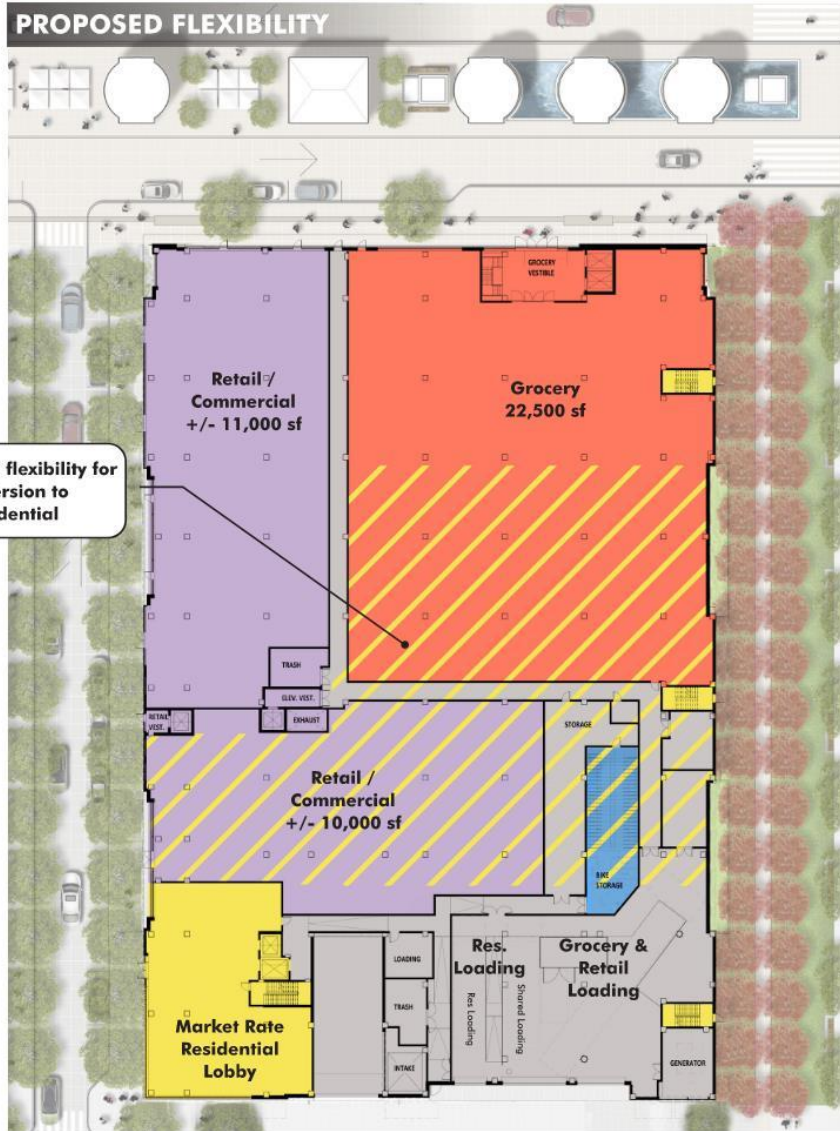 PROPOSED FLEXIBILITY
GROCERY
VESTIBLE
Retail /
Commercial
+/- 11,000 sf
Grocery
22,500 sf
flexibility for
ersion to
dential
TRASH
ELEV. VEST.
EXHAUST
RETAIL
VEST.
STORAGE
Retail /
Commercial
+/- 10,000 sf
BIKE
STORAGE
LOADING
Res.
Loading
Grocery &
Retail
Loading
TRASH
Res Loading
Shared Loading
Market Rate
Residential
Lobby
INTAKE
GENERATOR